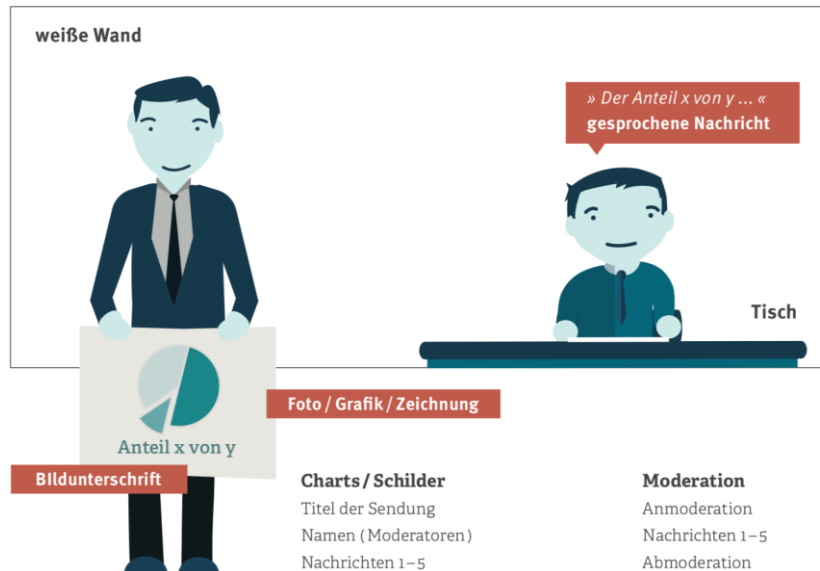 weiße Wand
» Der Anteil x von y ... «
gesprochene Nachricht
Tisch
Foto / Grafik / Zeichnung
Anteil x von y
BIldunterschrift
Charts / Schilder
Titel der Sendung
Namen ( Moderatoren )
Nachrichten 1–5
Moderation
Anmoderation
Nachrichten 1–5
Abmoderation